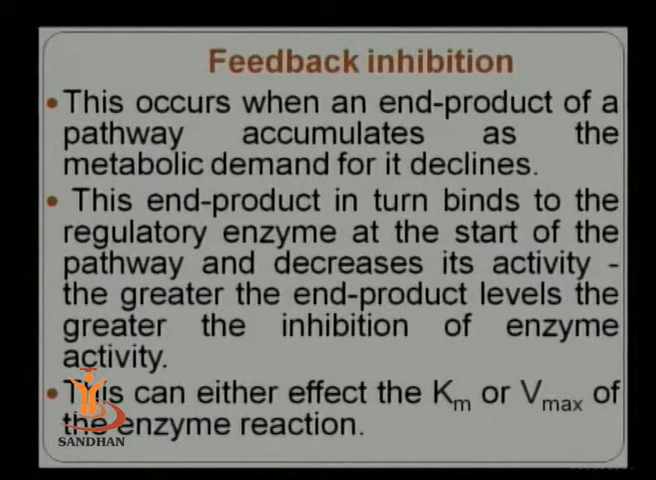 Feedback inhibition
•This occurs when an end-product of a
pathway accumulates as the
metabolic demand for it declines.
• This end-product in turn binds to the
regulatory enzyme at the start of the
pathway and decreases its activity -
the greater the end-product levels the
greater the inhibition of enzyme
activity.
•This can either effect the Km or Vmax of
the enzyme reaction.
SANDHAN